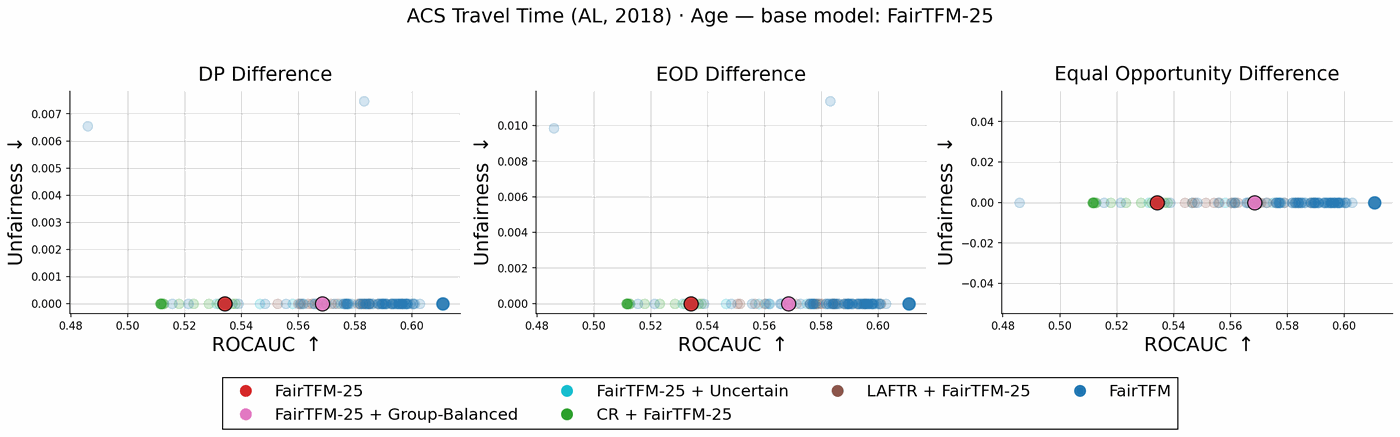 ACS Travel Time (AL, 2018) · Age — base model: FairTFM-25
DP Difference
EOD Difference
Equal Opportunity Difference
Unfairness ↓
0.007
0.006
0.005
0.004
0.003
0.002
0.001
0.000
0.48 0.50 0.52 0.54 0.56 0.58 0.60
ROCAUC ↑
Unfairness ↓
0.010
0.008
0.006
0.004
0.002
0.000
0.48 0.50 0.52 0.54 0.56 0.58 0.60
ROCAUC ↑
Unfairness ↓
0.04
0.02
0.00
−0.02
−0.04
0.48 0.50 0.52 0.54 0.56 0.58 0.60
ROCAUC ↑
FairTFM-25
FairTFM-25 + Group-Balanced
FairTFM-25 + Uncertain
CR + FairTFM-25
LAFTR + FairTFM-25
FairTFM